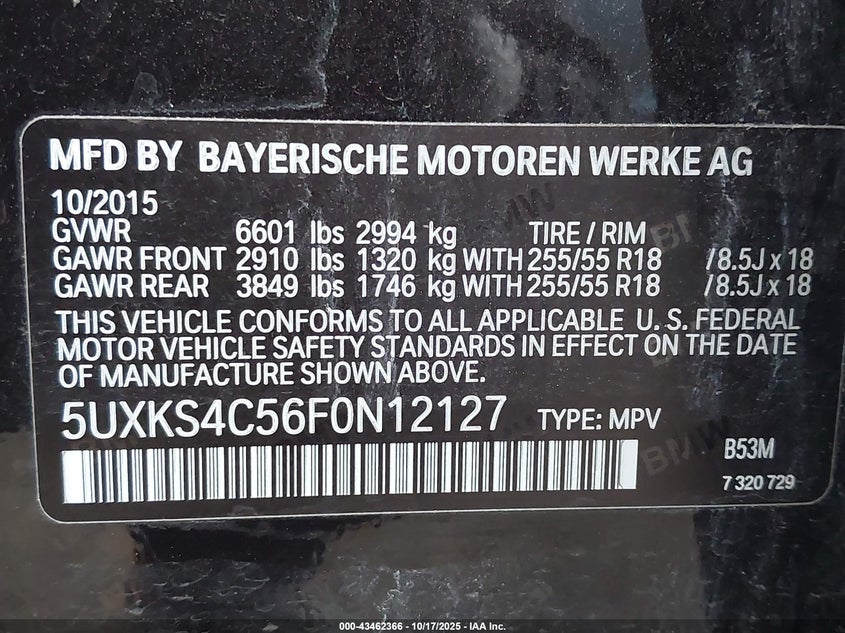 MFD BY BAYERISCHE MOTOREN WERKE AG
10/2015
GVWR 6601 lbs 2994 kg TIRE / RIM
GAWR FRONT 2910 lbs 1320 kg WITH 255/55 R18 /8.5J x 18
GAWR REAR 3849 lbs 1746 kg WITH 255/55 R18 /8.5J x 18
THIS VEHICLE CONFORMS TO ALL APPLICABLE U.S. FEDERAL
MOTOR VEHICLE SAFETY STANDARDS IN EFFECT ON THE DATE
OF MANUFACTURE SHOWN ABOVE.
5UXKS4C56F0N12127 TYPE: MPV
B53M
7 320 729
BMW
000-43462366 - 10/17/2025 - IAA Inc.